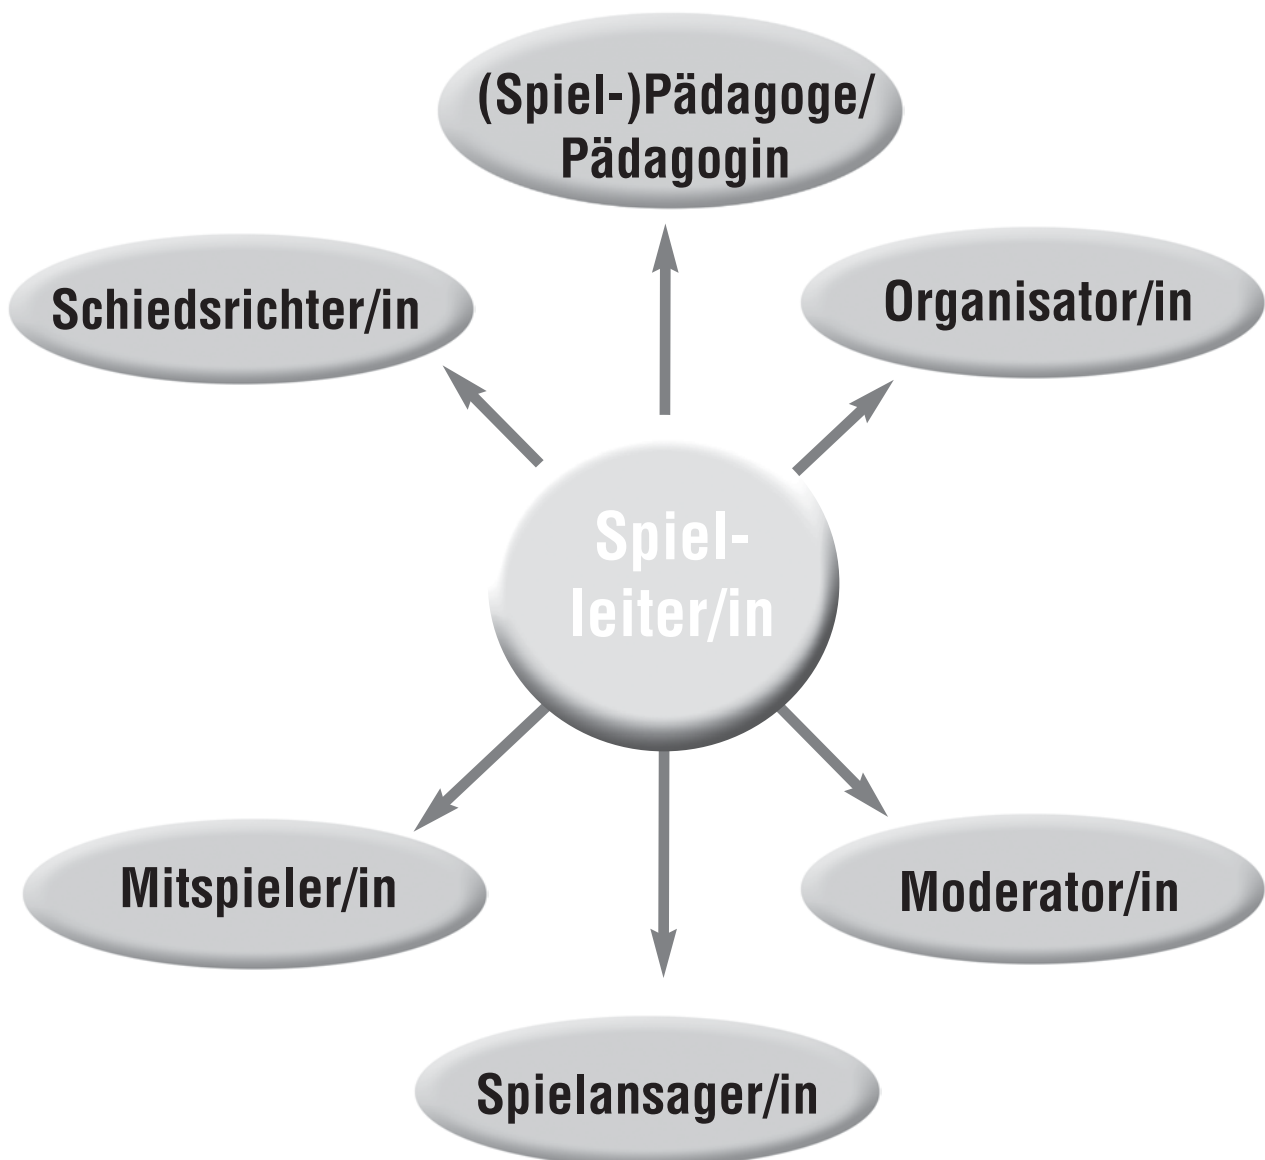 (Spiel-)Pädagoge/
Pädagogin
Schiedsrichter/in
Organisator/in
Spiel-
leiter/in
Mitspieler/in
Moderator/in
Spielansager/in